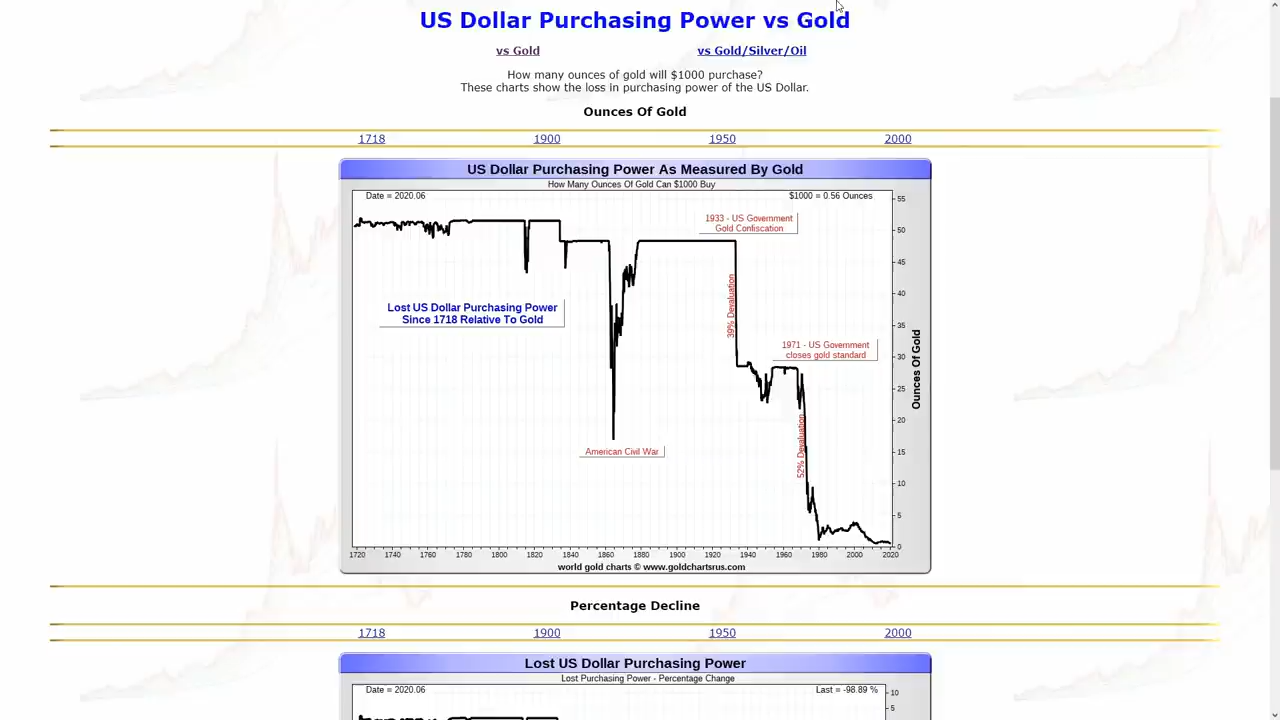 US Dollar Purchasing Power vs Gold
vs Gold
vs Gold/Silver/Oil
How many ounces of gold will $1000 purchase?
These charts show the loss in purchasing power of the US Dollar.
Ounces Of Gold
1718 1900 1950 2000
US Dollar Purchasing Power As Measured By Gold
How Many Ounces Of Gold Can $1000 Buy
Date = 2020.06
$1000 = 0.56 Ounces
55
50
45
40
35
30
25
20
15
10
5
0
Ounces Of Gold
1933 - US Government
Gold Confiscation
39% Devaluation
Lost US Dollar Purchasing Power
Since 1718 Relative To Gold
1971 - US Government
closes gold standard
52% Devaluation
American Civil War
1720 1740 1760 1780 1800 1820 1840 1860 1880 1900 1920 1940 1960 1980 2000 2020
world gold charts © www.goldchartsrus.com
Percentage Decline
1718 1900 1950 2000
Lost US Dollar Purchasing Power
Lost Purchasing Power - Percentage Change
Date = 2020.06
Last = -98.89 %
10
5